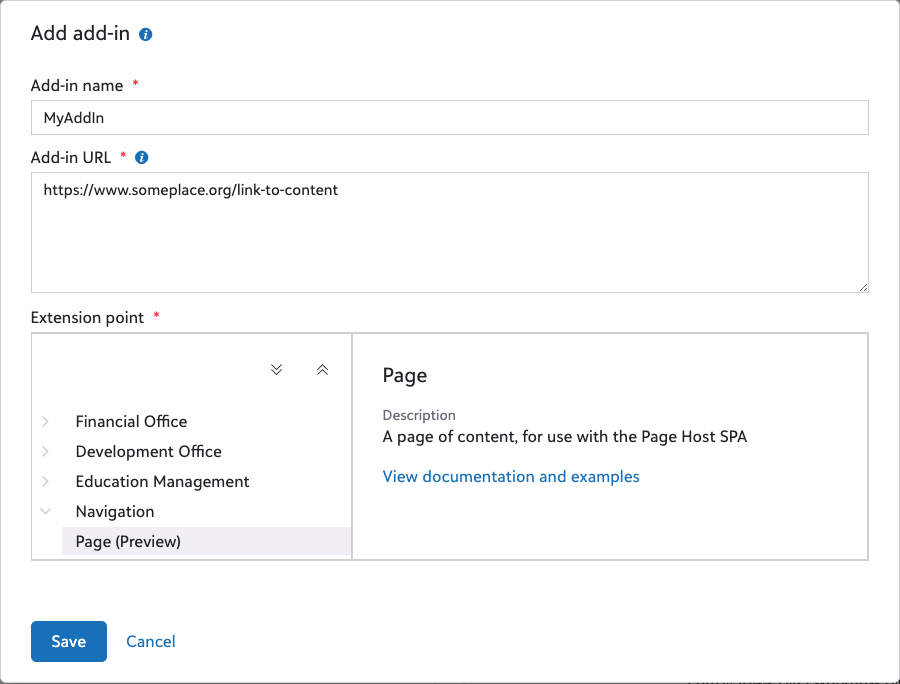 Add add-in
Add-in name *
MyAddIn
Add-in URL *
https://www.someplace.org/link-to-content
Extension point *
Financial Office
Development Office
Education Management
Navigation
Page (Preview)
Page
Description
A page of content, for use with the Page Host SPA
View documentation and examples
Save Cancel